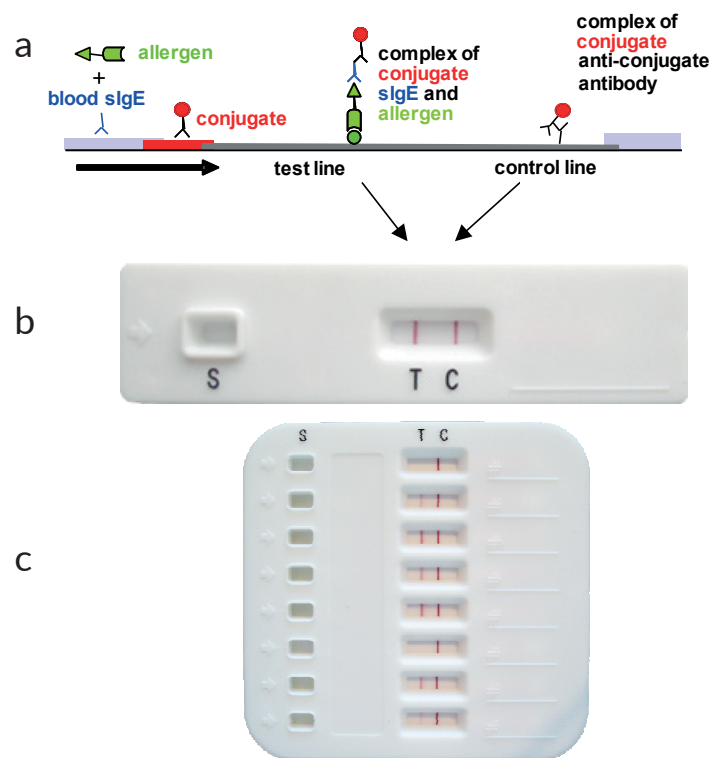 a
allergen
+
blood sIgE
conjugate
complex of
conjugate
sIgE and
allergen
complex of
conjugate
anti-conjugate
antibody
test line
control line
b
S
T C
c
S
T C